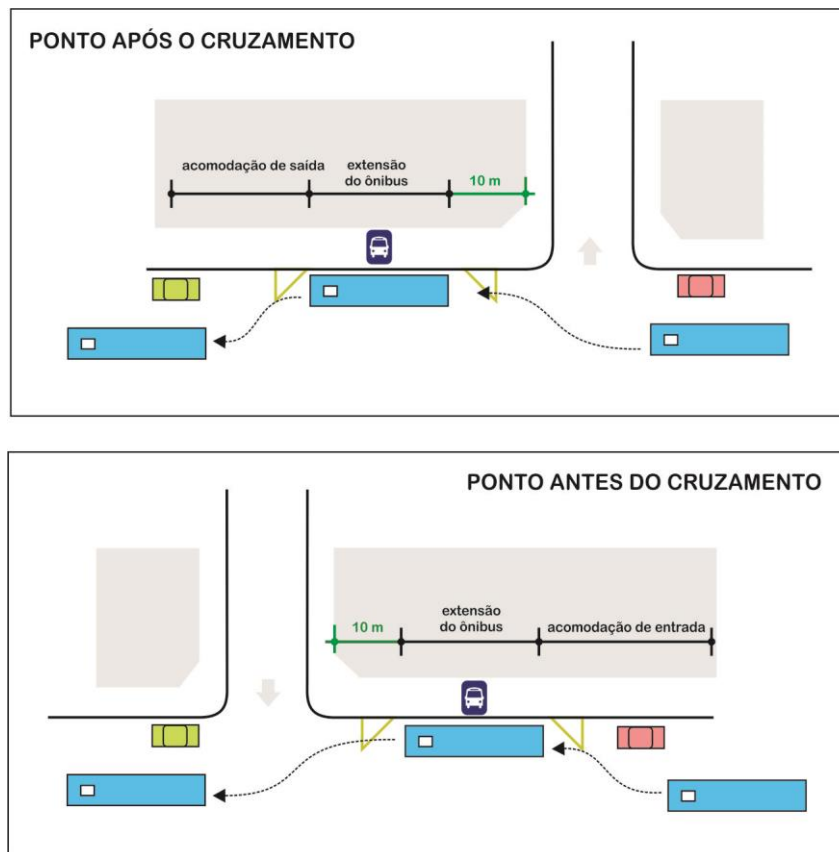 PONTO APÓS O CRUZAMENTO
acomodação de saída
extensão
do ônibus
10 m
PONTO ANTES DO CRUZAMENTO
10 m
extensão
do ônibus
acomodação de entrada